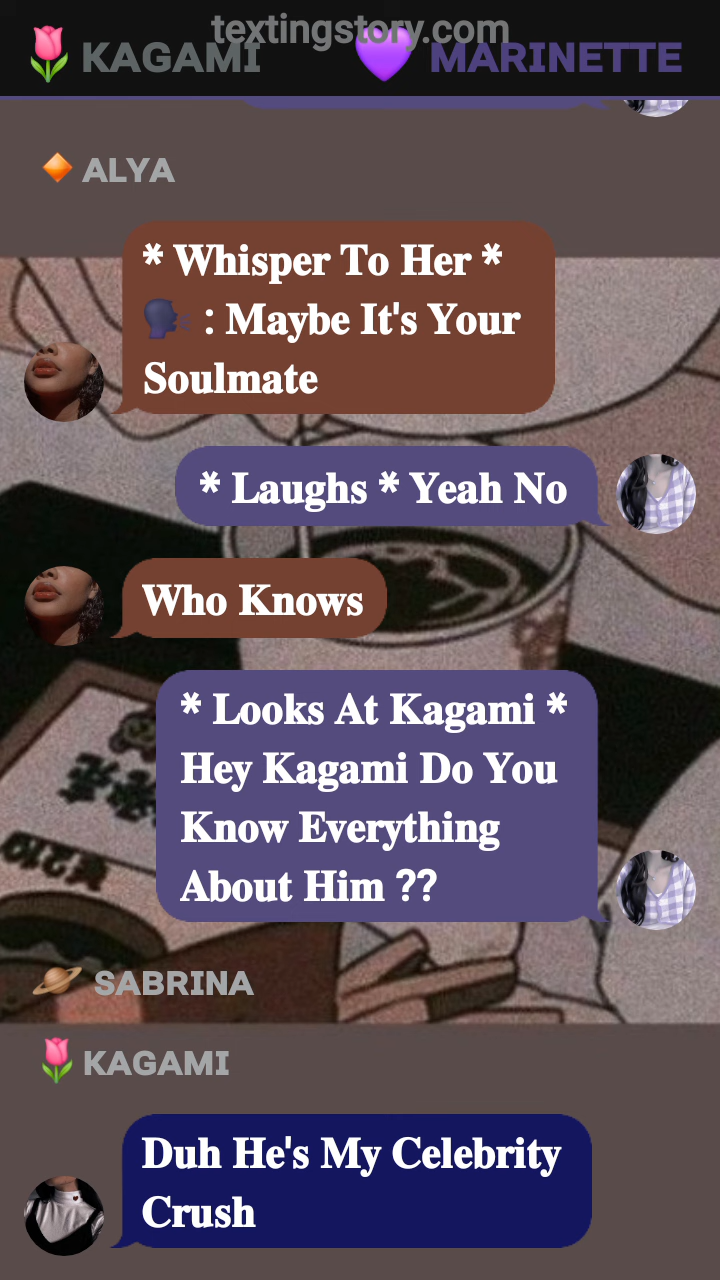 textingstory.com
KAGAMI
MARINETTE
ALYA
* Whisper To Her *
: Maybe It's Your
Soulmate
* Laughs * Yeah No
Who Knows
* Looks At Kagami *
Hey Kagami Do You
Know Everything
About Him ??
SABRINA
KAGAMI
Duh He's My Celebrity
Crush